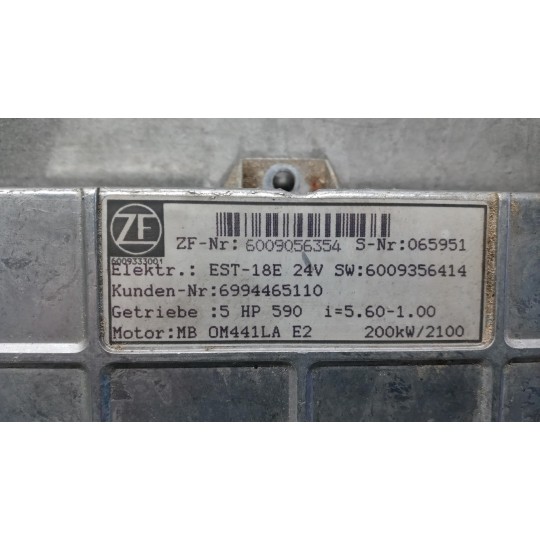 ZF
ZF-Nr: 6009056354 S-Nr:065951
6009333001
Elektr.: EST-18E 24V SW:6009356414
Kunden-Nr:6994465110
Getriebe :5 HP 590 i=5.60-1.00
Motor:MB OM441LA E2 200kW/2100